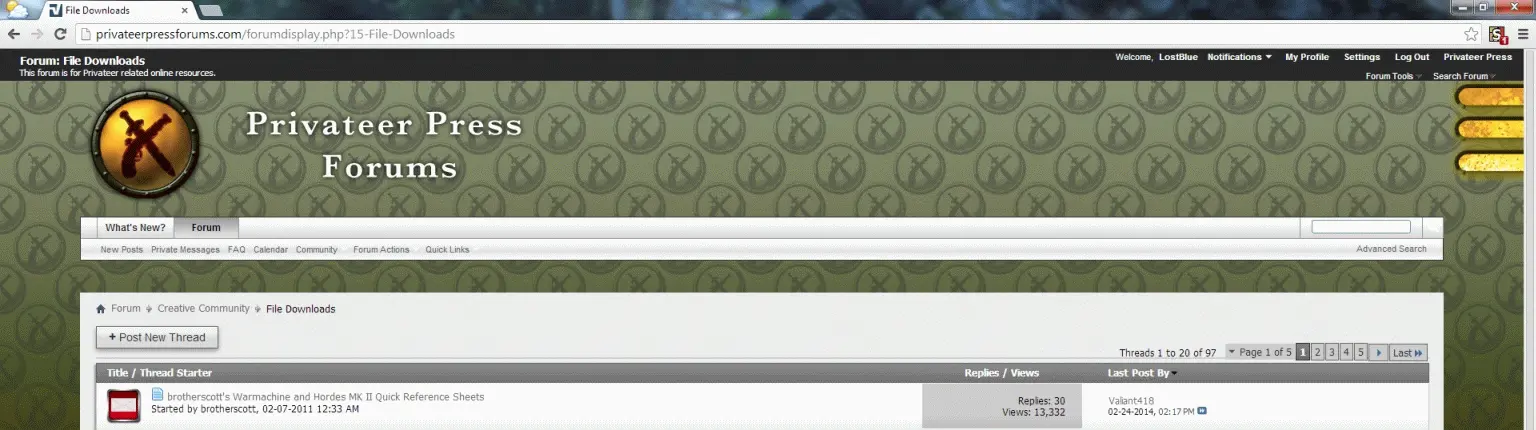 File Downloads
privateerpressforums.com/forumdisplay.php?15-File-Downloads
1
Forum: File Downloads
This forum is for Privateer related online resources.
Welcome, LostBlue Notifications My Profile Settings Log Out Privateer Press
Forum Tools Search Forum
Privateer Press
Forums
What's New? Forum
New Posts Private Messages FAQ Calendar Community Forum Actions Quick Links
Advanced Search
Forum Creative Community File Downloads
+ Post New Thread
Threads 1 to 20 of 97 Page 1 of 5 1 2 3 4 5 Last
Title / Thread Starter Replies / Views Last Post By
brotherscott's Warmachine and Hordes MK II Quick Reference Sheets
Started by brotherscott, 02-07-2011 12:33 AM
Replies: 30
Views: 13,332
Valiant418
02-24-2014, 02:17 PM